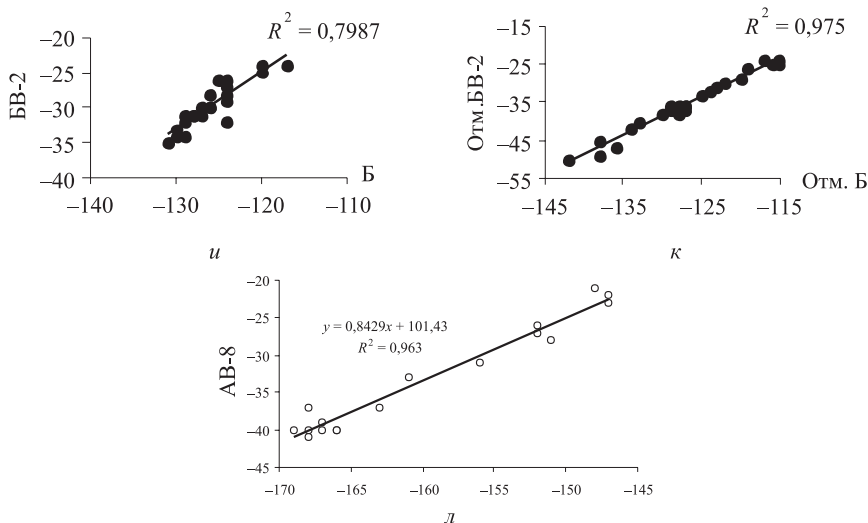 R² = 0,7987
БВ-2
−20
−25
−30
−35
−40
Б
−140
−130
−120
−110
и
R² = 0,975
Отм.БВ-2
−15
−25
−35
−45
−55
Отм. Б
−145
−135
−125
−115
к
y = 0,8429x + 101,43
R² = 0,963
АВ-8
−20
−25
−30
−35
−40
−45
−170
−165
−160
−155
−150
−145
л